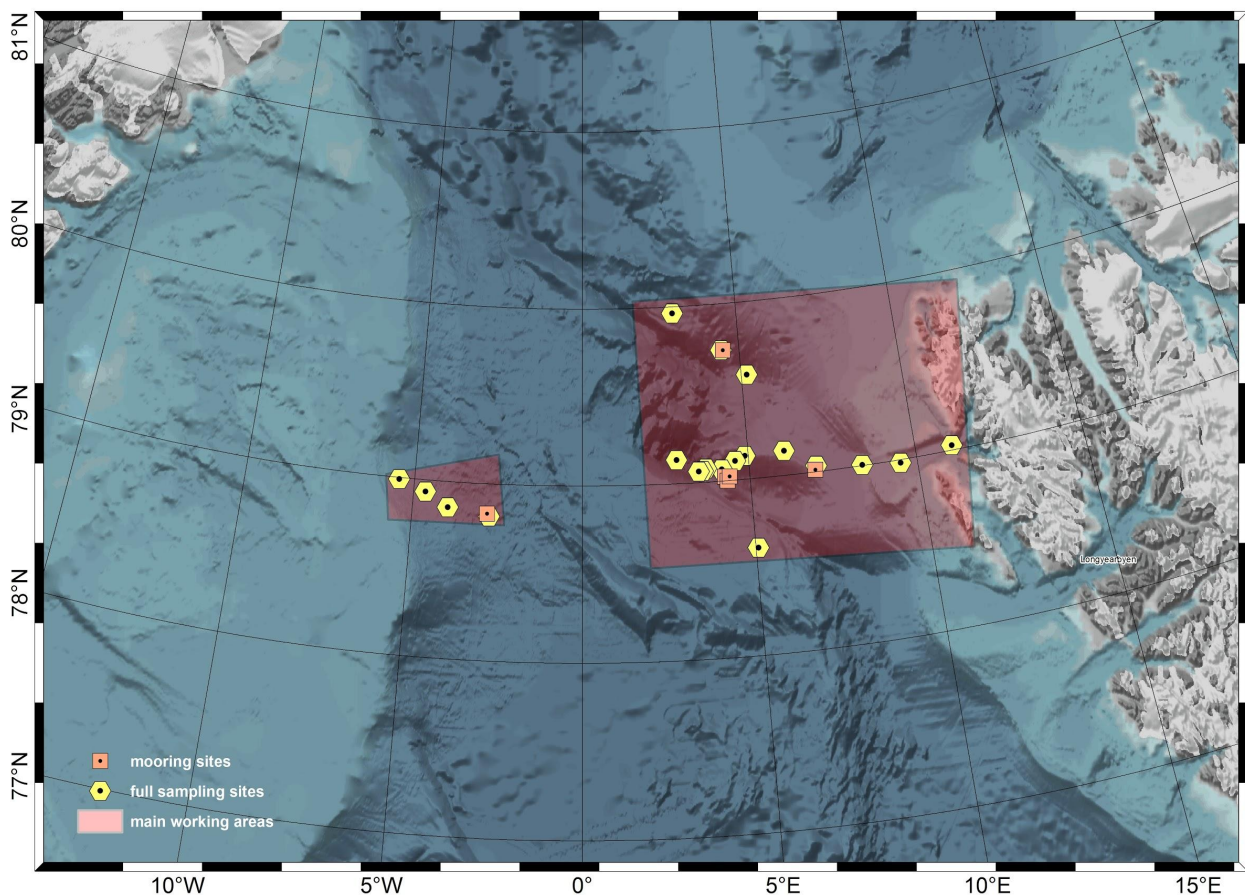 81°N
80°N
79°N
78°N
77°N
Longyearbyen
mooring sites
full sampling sites
main working areas
10°W
5°W
0°
5°E
10°E
15°E